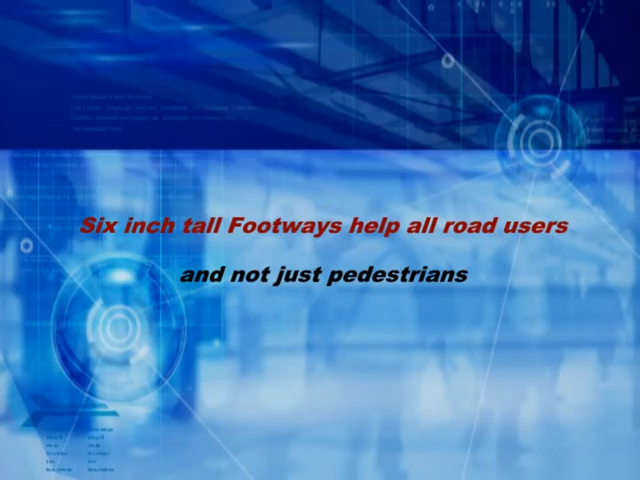 Six inch tall Footways help all road users
and not just pedestrians